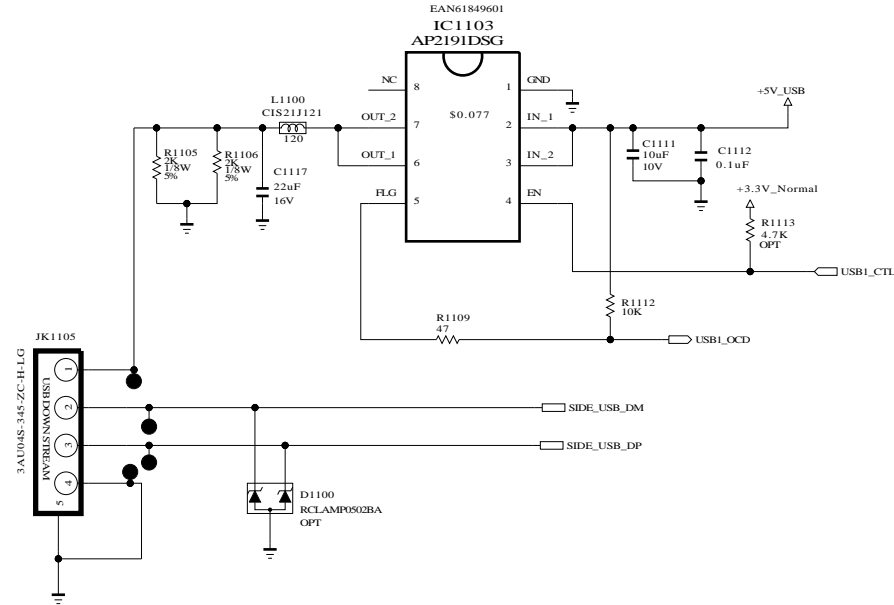 EAN61849601
IC1103
AP2191DSG
NC
8
1
GND
$0.077
OUT_2
7
2
IN_1
OUT_1
6
3
IN_2
FLG
5
4
EN
+5V_USB
L1100
CIS21J121
120
R1105
2K
1/8W
5%
R1106
2K
1/8W
5%
C1117
22uF
16V
C1111
10uF
10V
C1112
0.1uF
+3.3V_Normal
R1113
4.7K
OPT
USB1_CTL
R1112
10K
R1109
47
USB1_OCD
JK1105
3AU04S-345-ZC-H-LG
USB DOWN STREAM
1
2
3
4
5
SIDE_USB_DM
SIDE_USB_DP
D1100
RCLAMP0502BA
OPT